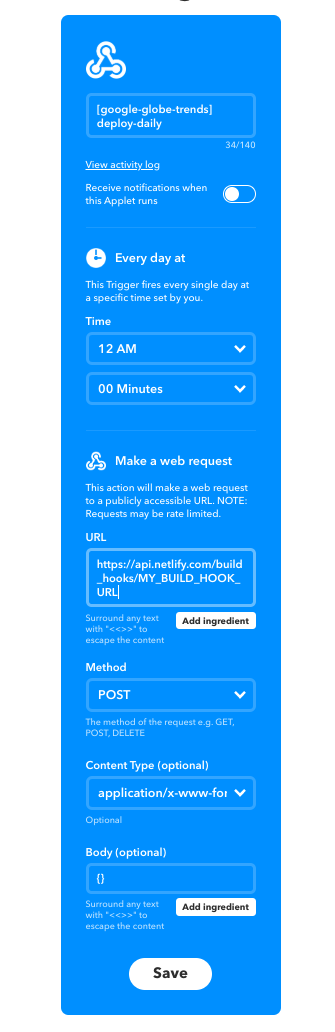 [google-globe-trends]
deploy-daily
34/140
View activity log
Receive notifications when
this Applet runs
Every day at
This Trigger fires every single day at
a specific time set by you.
Time
12 AM
00 Minutes
Make a web request
This action will make a web request
to a publicly accessible URL. NOTE:
Requests may be rate limited.
URL
https://api.netlify.com/build
_hooks/MY_BUILD_HOOK_
URL
Surround any text
with "<<>>" to
escape the content
Add ingredient
Method
POST
The method of the request e.g. GET,
POST, DELETE
Content Type (optional)
application/x-www-for
Optional
Body (optional)
{}
Surround any text
with "<<>>" to
escape the content
Add ingredient
Save